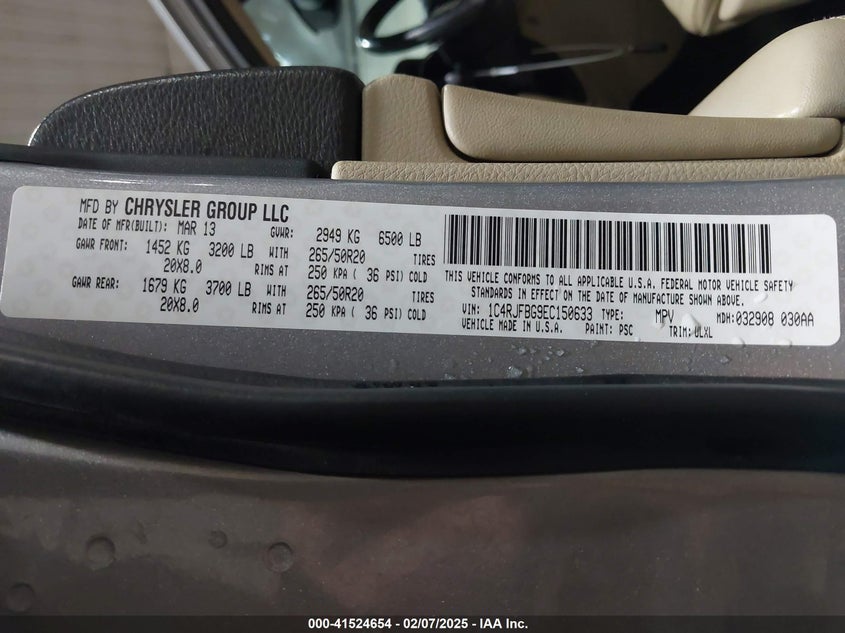 MFD BY CHRYSLER GROUP LLC
DATE OF MFR(BUILT): MAR 13 GVWR: 2949 KG 6500 LB
GAWR FRONT: 1452 KG 3200 LB WITH 265/50R20 TIRES
20X8.0 RIMS AT 250 KPA ( 36 PSI) COLD
GAWR REAR: 1679 KG 3700 LB WITH 265/50R20 TIRES
20X8.0 RIMS AT 250 KPA ( 36 PSI) COLD
THIS VEHICLE CONFORMS TO ALL APPLICABLE U.S.A. FEDERAL MOTOR VEHICLE SAFETY
STANDARDS IN EFFECT ON THE DATE OF MANUFACTURE SHOWN ABOVE.
VIN: 1C4RJFBG9EC150633 TYPE: MPV MDH: 032908 030AA
VEHICLE MADE IN U.S.A. PAINT: PSC TRIM: ULXL
000-41524654 - 02/07/2025 - IAA Inc.